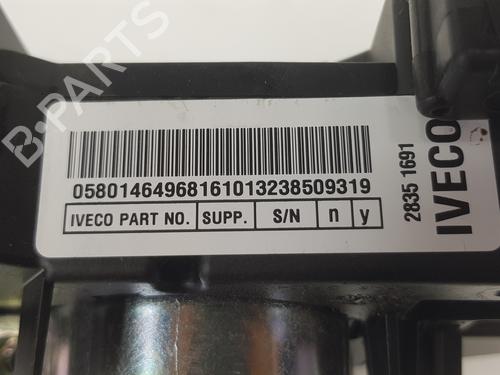 05801464968161013238509319
IVECO PART NO. SUPP. S/N n y
2835 1691
IVECO
B-PARTS